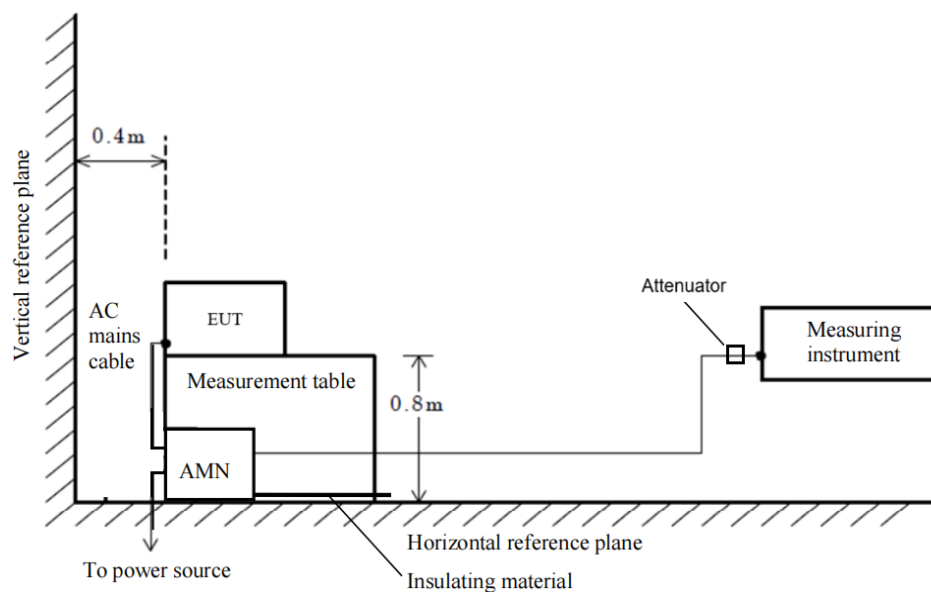 Vertical reference plane
0.4m
AC
mains
cable
EUT
Measurement table
0.8m
AMN
Attenuator
Measuring
instrument
Horizontal reference plane
To power source
Insulating material